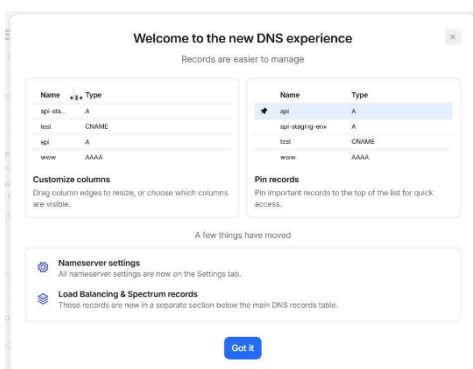 Welcome to the new DNS experience
Records are easier to manage
Name Type
api-sta... A
test CNAME
api A
www AAAA
Customize columns
Drag column edges to resize, or choose which columns
are visible.
Name Type
api A
api-staging-env A
test CNAME
www AAAA
Pin records
Pin important records to the top of the list for quick
access.
A few things have moved
Nameserver settings
All nameserver settings are now on the Settings tab.
Load Balancing & Spectrum records
These records are now in a separate section below the main DNS records table.
Got it